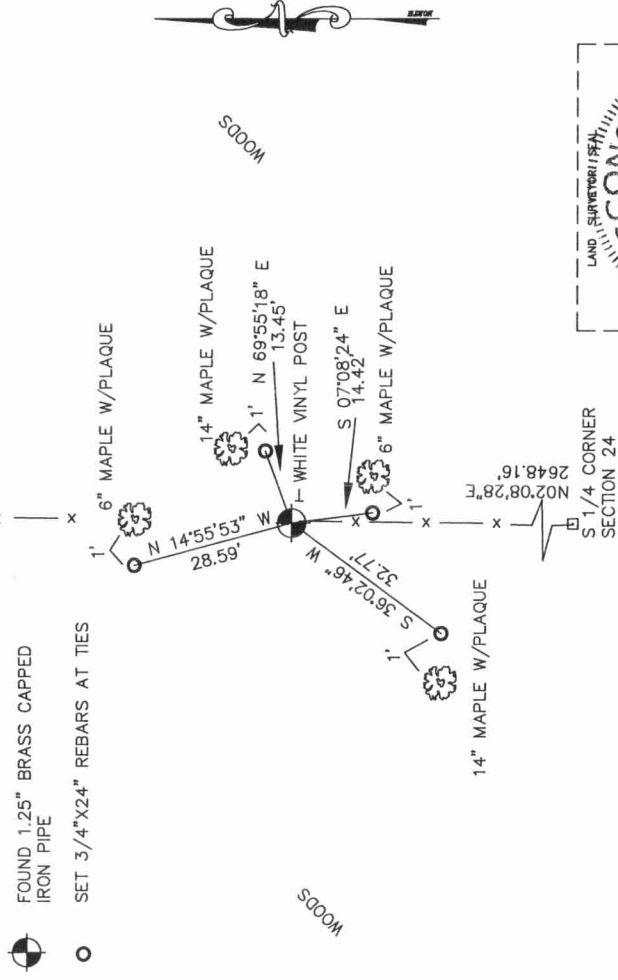 FOUND 1.25" BRASS CAPPED
IRON PIPE
SET 3/4"X24" REBARS AT TIES
WOODS
6" MAPLE W/PLAQUE
1'
N 14°55'53" W
28.59'
14" MAPLE W/PLAQUE
1'
N 69°55'18" E
13.45'
WHITE VINYL POST
S 07°08'24" E
14.42'
6" MAPLE W/PLAQUE
1'
S 36°02'46" W
32.77'
1'
14" MAPLE W/PLAQUE
WOODS
N02°08'28"E
2648.16'
S 1/4 CORNER
SECTION 24
LAND SURVEYOR SEAL